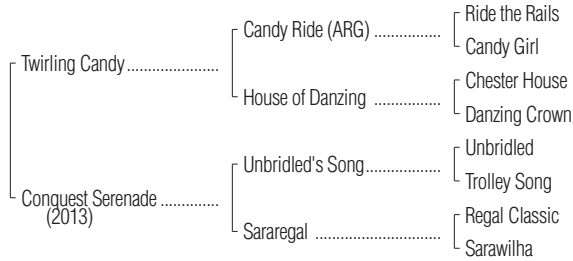 Ride the Rails
Candy Ride (ARG) ................
Candy Girl
Twirling Candy ......................
Chester House
House of Danzing ................
Danzing Crown
Unbridled
Unbridled's Song..................
Trolley Song
Conquest Serenade ..............
(2013)
Regal Classic
Sararegal ..............................
Sarawilha